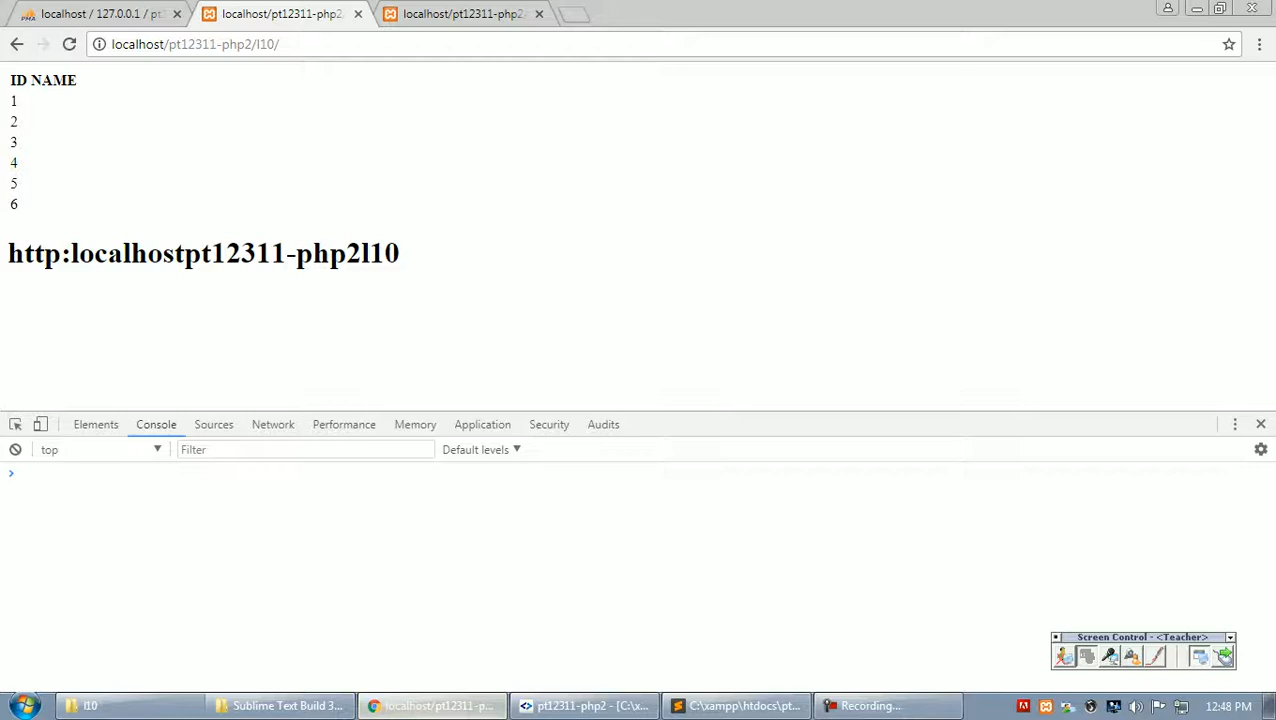 localhost / 127.0.0.1 / pt
localhost/pt12311-php2
localhost/pt12311-php2-
localhost/pt12311-php2/l10/
ID NAME
1
2
3
4
5
6
http:localhostpt12311-php2l10
Elements Console Sources Network Performance Memory Application Security Audits
top Filter Default levels
Screen Control - <Teacher>
l10 Sublime Text Build 3... localhost/pt12311-p... pt12311-php2 - [C:\x... C:\xampp\htdocs\pt... Recording... 12:48 PM